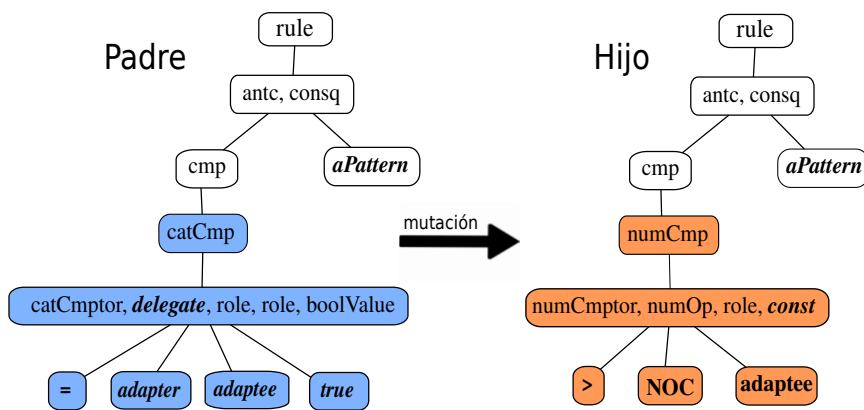 Padre
rule
antc, consq
cmp
aPattern
catCmp
catCmptor, delegate, role, role, boolValue
=
adapter
adaptee
true
mutación
Hijo
rule
antc, consq
cmp
aPattern
numCmp
numCmptor, numOp, role, const
>
NOC
adaptee